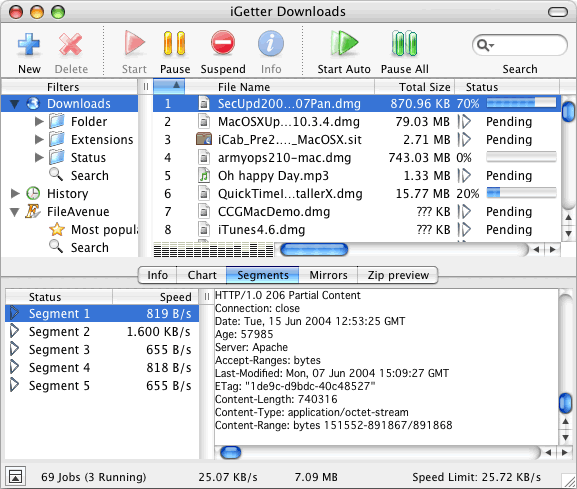 iGetter Downloads
New Delete Start Pause Suspend Info Start Auto Pause All Search
Filters
Downloads
Folder
Extensions
Status
Search
History
FileAvenue
Most popula
Search
File Name Total Size Status
1 SecUpd200...07Pan.dmg 870.96 KB 70%
2 MacOSXUp...10.3.4.dmg 79.03 MB Pending
3 iCab_Pre2..._MacOSX.sit 2.71 MB Pending
4 armyops210-mac.dmg 743.03 MB 0%
5 Oh happy Day.mp3 1.33 MB Pending
6 QuickTimeI...tallerX.dmg 15.77 MB 20%
7 CCGMacDemo.dmg ??? KB Pending
8 iTunes4.6.dmg ??? KB Pending
Info Chart Segments Mirrors Zip preview
Status Speed
Segment 1 819 B/s
Segment 2 1.600 KB/s
Segment 3 655 B/s
Segment 4 818 B/s
Segment 5 655 B/s
HTTP/1.0 206 Partial Content
Connection: close
Date: Tue, 15 Jun 2004 12:53:25 GMT
Age: 57985
Server: Apache
Accept-Ranges: bytes
Last-Modified: Mon, 07 Jun 2004 15:09:27 GMT
ETag: "1de9c-d9bdc-40c48527"
Content-Length: 740316
Content-Type: application/octet-stream
Content-Range: bytes 151552-891867/891868
69 Jobs (3 Running) 25.07 KB/s 7.09 MB Speed Limit: 25.72 KB/s